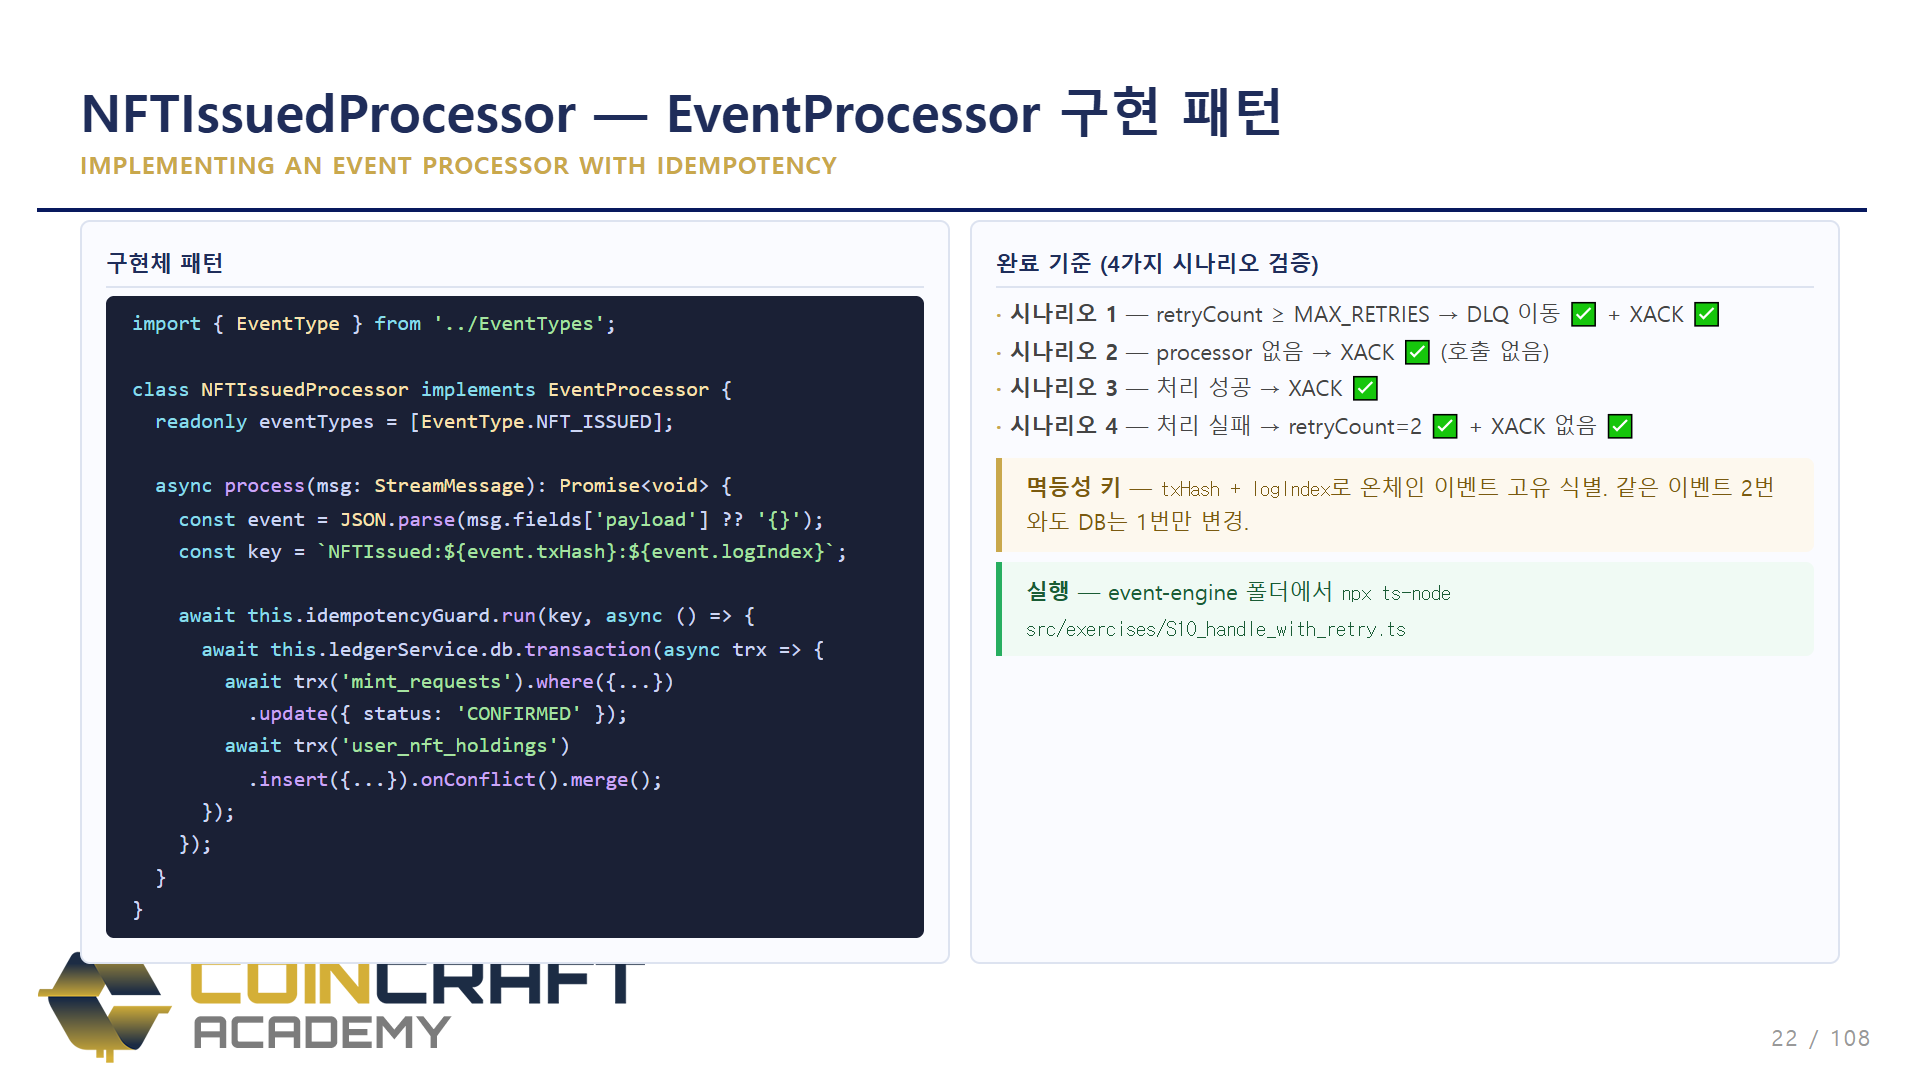 NFTIssuedProcessor — EventProcessor 구현 패턴
IMPLEMENTING AN EVENT PROCESSOR WITH IDEMPOTENCY
구현체 패턴
import { EventType } from '../EventTypes';
class NFTIssuedProcessor implements EventProcessor {
  readonly eventTypes = [EventType.NFT_ISSUED];
  async process(msg: StreamMessage): Promise<void> {
    const event = JSON.parse(msg.fields['payload'] ?? '{}');
    const key = `NFTIssued:${event.txHash}:${event.logIndex}`;
    await this.idempotencyGuard.run(key, async () => {
      await this.ledgerService.db.transaction(async trx => {
        await trx('mint_requests').where({...})
          .update({ status: 'CONFIRMED' });
        await trx('user_nft_holdings')
          .insert({...}).onConflict().merge();
      });
    });
  }
}
완료 기준 (4가지 시나리오 검증)
· 시나리오 1 — retryCount ≥ MAX_RETRIES → DLQ 이동 ✅ + XACK ✅
· 시나리오 2 — processor 없음 → XACK ✅ (호출 없음)
· 시나리오 3 — 처리 성공 → XACK ✅
· 시나리오 4 — 처리 실패 → retryCount=2 ✅ + XACK 없음 ✅
멱등성 키 — txHash + logIndex로 온체인 이벤트 고유 식별. 같은 이벤트 2번
와도 DB는 1번만 변경.
실행 — event-engine 폴더에서 npx ts-node
src/exercises/S10_handle_with_retry.ts
COINCRAFT
ACADEMY
22 / 108